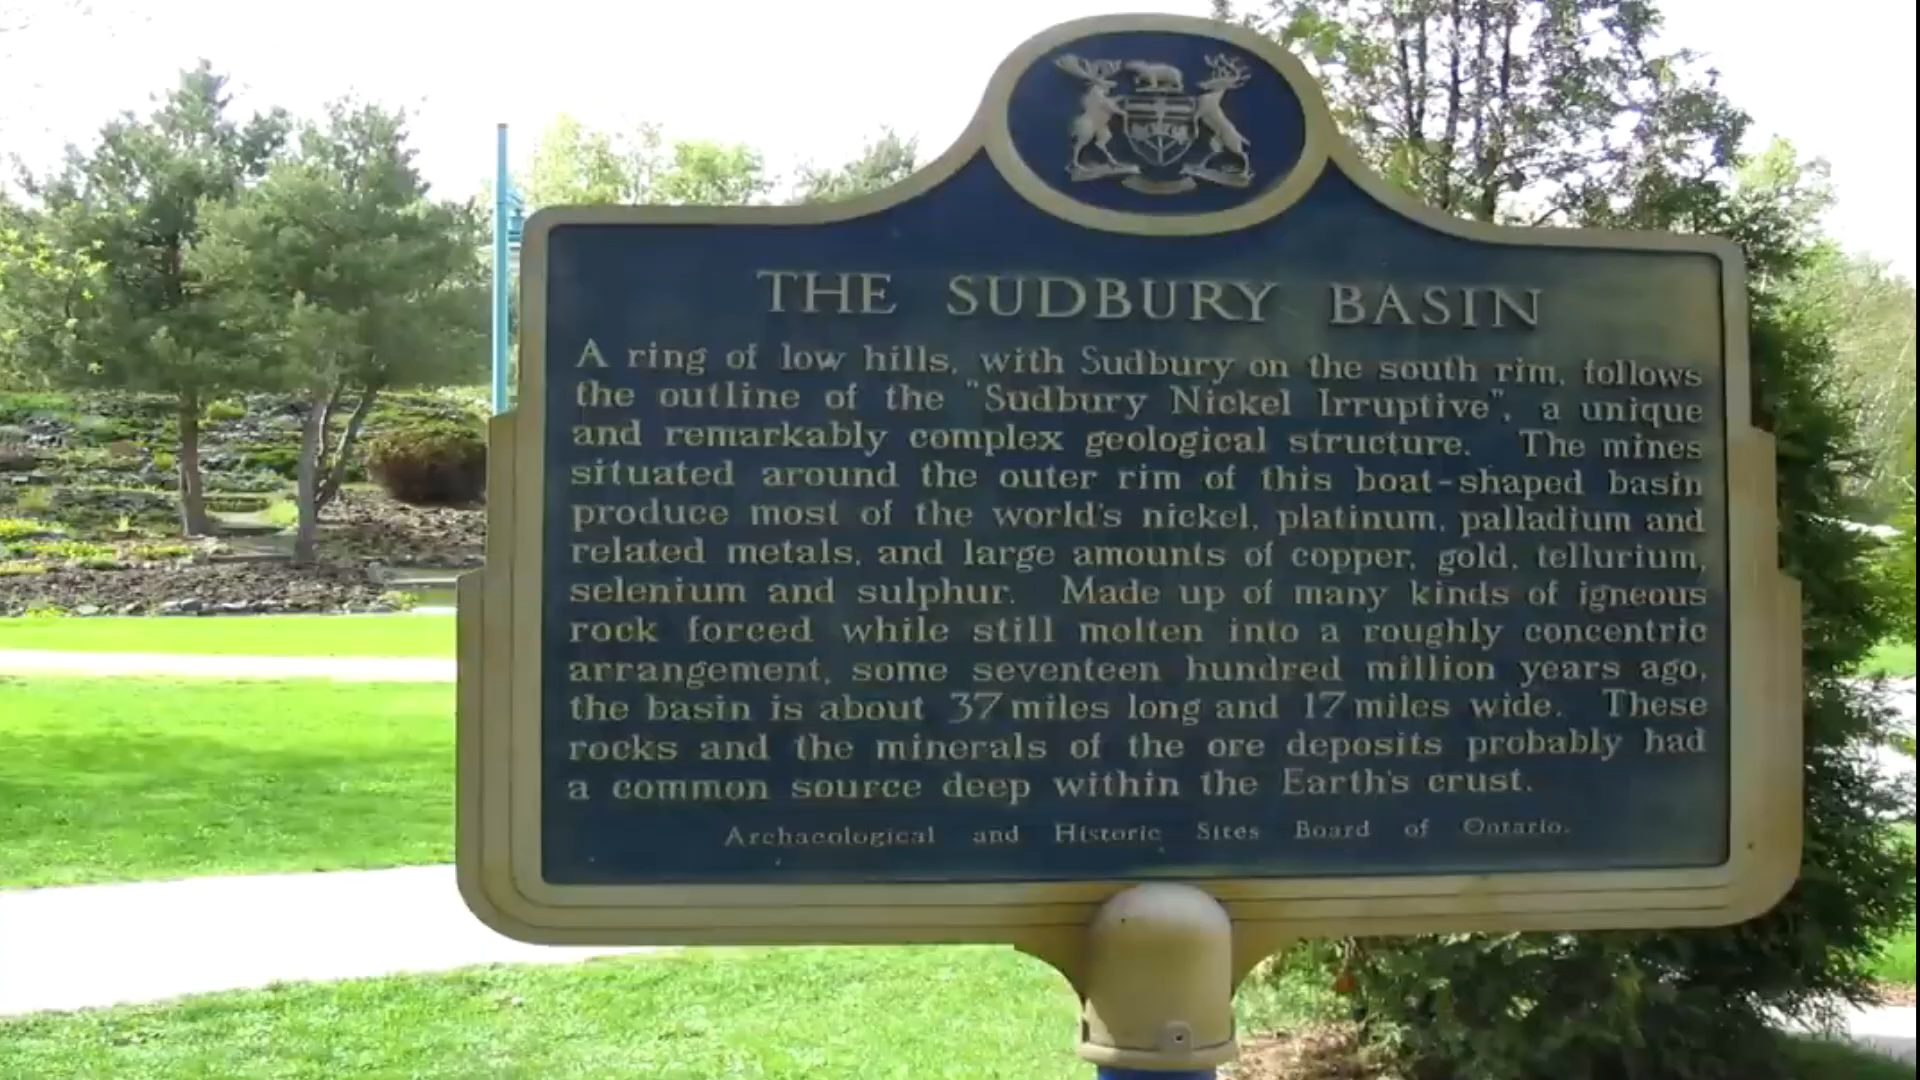 THE SUDBURY BASIN
A ring of low hills, with Sudbury on the south rim, follows
the outline of the "Sudbury Nickel Irruptive", a unique
and remarkably complex geological structure. The mines
situated around the outer rim of this boat-shaped basin
produce most of the world's nickel, platinum, palladium and
related metals, and large amounts of copper, gold, tellurium,
selenium and sulphur. Made up of many kinds of igneous
rock forced while still molten into a roughly concentric
arrangement, some seventeen hundred million years ago,
the basin is about 37 miles long and 17 miles wide. These
rocks and the minerals of the ore deposits probably had
a common source deep within the Earth's crust.
Archaeological and Historic Sites Board of Ontario.